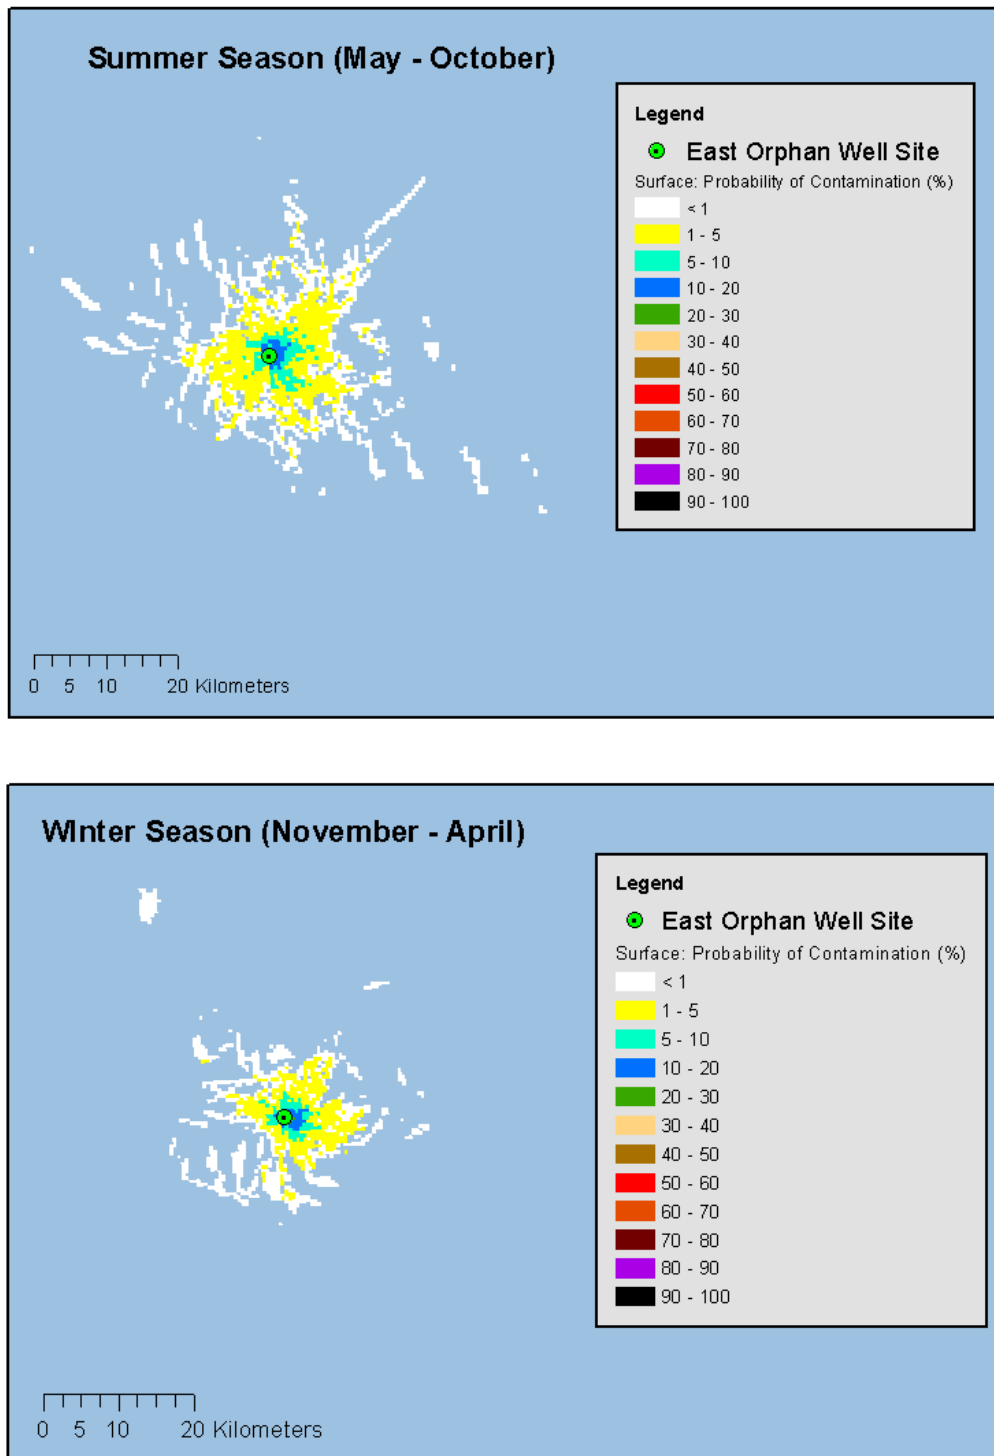 Summer Season (May - October)
Legend
East Orphan Well Site
Surface: Probability of Contamination (%)
< 1
1 - 5
5 - 10
10 - 20
20 - 30
30 - 40
40 - 50
50 - 60
60 - 70
70 - 80
80 - 90
90 - 100
0 5 10 20 Kilometers
WInter Season (November - April)
Legend
East Orphan Well Site
Surface: Probability of Contamination (%)
< 1
1 - 5
5 - 10
10 - 20
20 - 30
30 - 40
40 - 50
50 - 60
60 - 70
70 - 80
80 - 90
90 - 100
0 5 10 20 Kilometers